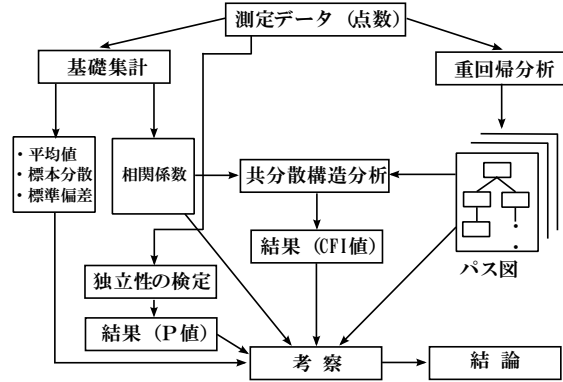 測定データ（点数）
基礎集計
重回帰分析
・平均値
・標本分散
・標準偏差
相関係数
共分散構造分析
結果（CFI値）
パス図
独立性の検定
結果（P値）
考 察
結 論